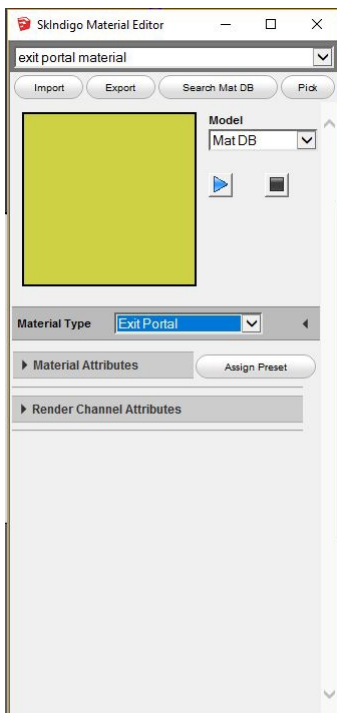 SkIndigo Material Editor
exit portal material
Import Export Search Mat DB Pick
Model
Mat DB
Material Type Exit Portal
Material Attributes Assign Preset
Render Channel Attributes